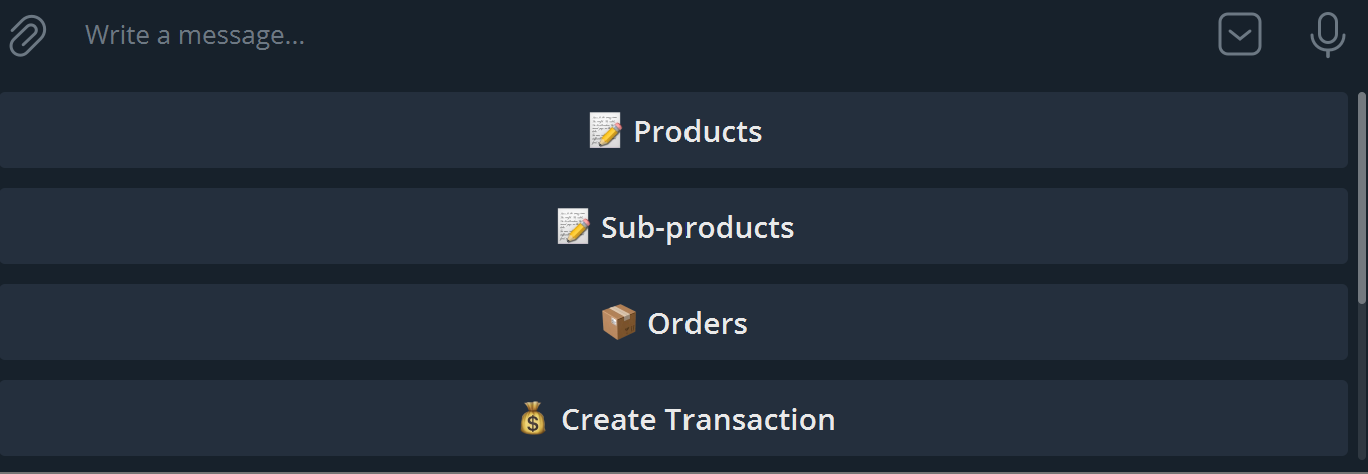 Write a message...
Products
Sub-products
Orders
Create Transaction